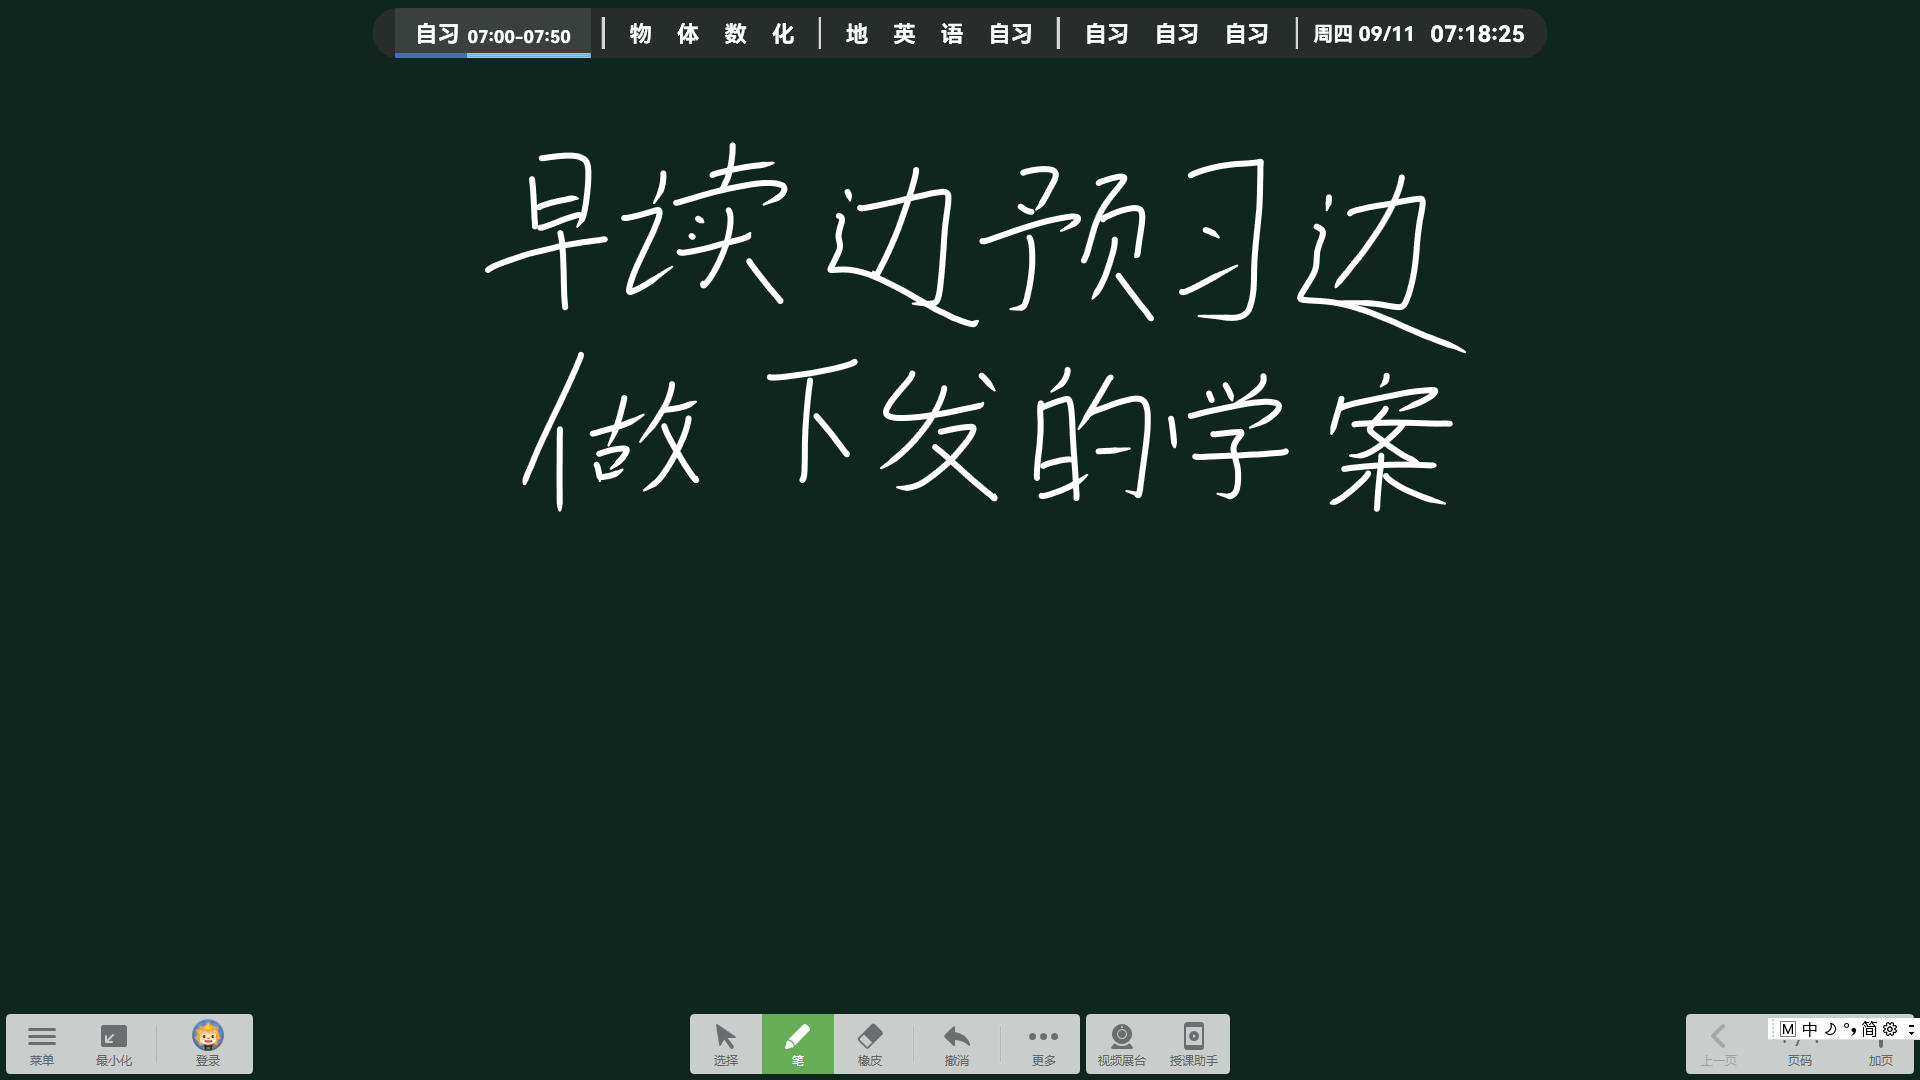 自习 07:00-07:50 | 物 体 数 化 | 地 英 语 自习 | 自习 自习 自习 | 周四 09/11 07:18:25
早读边预习边
做下发的学案
菜单 最小化 登录 选择 笔 橡皮 撤消 更多 视频展台 授课助手 上一页 页码 加页
M 中 简